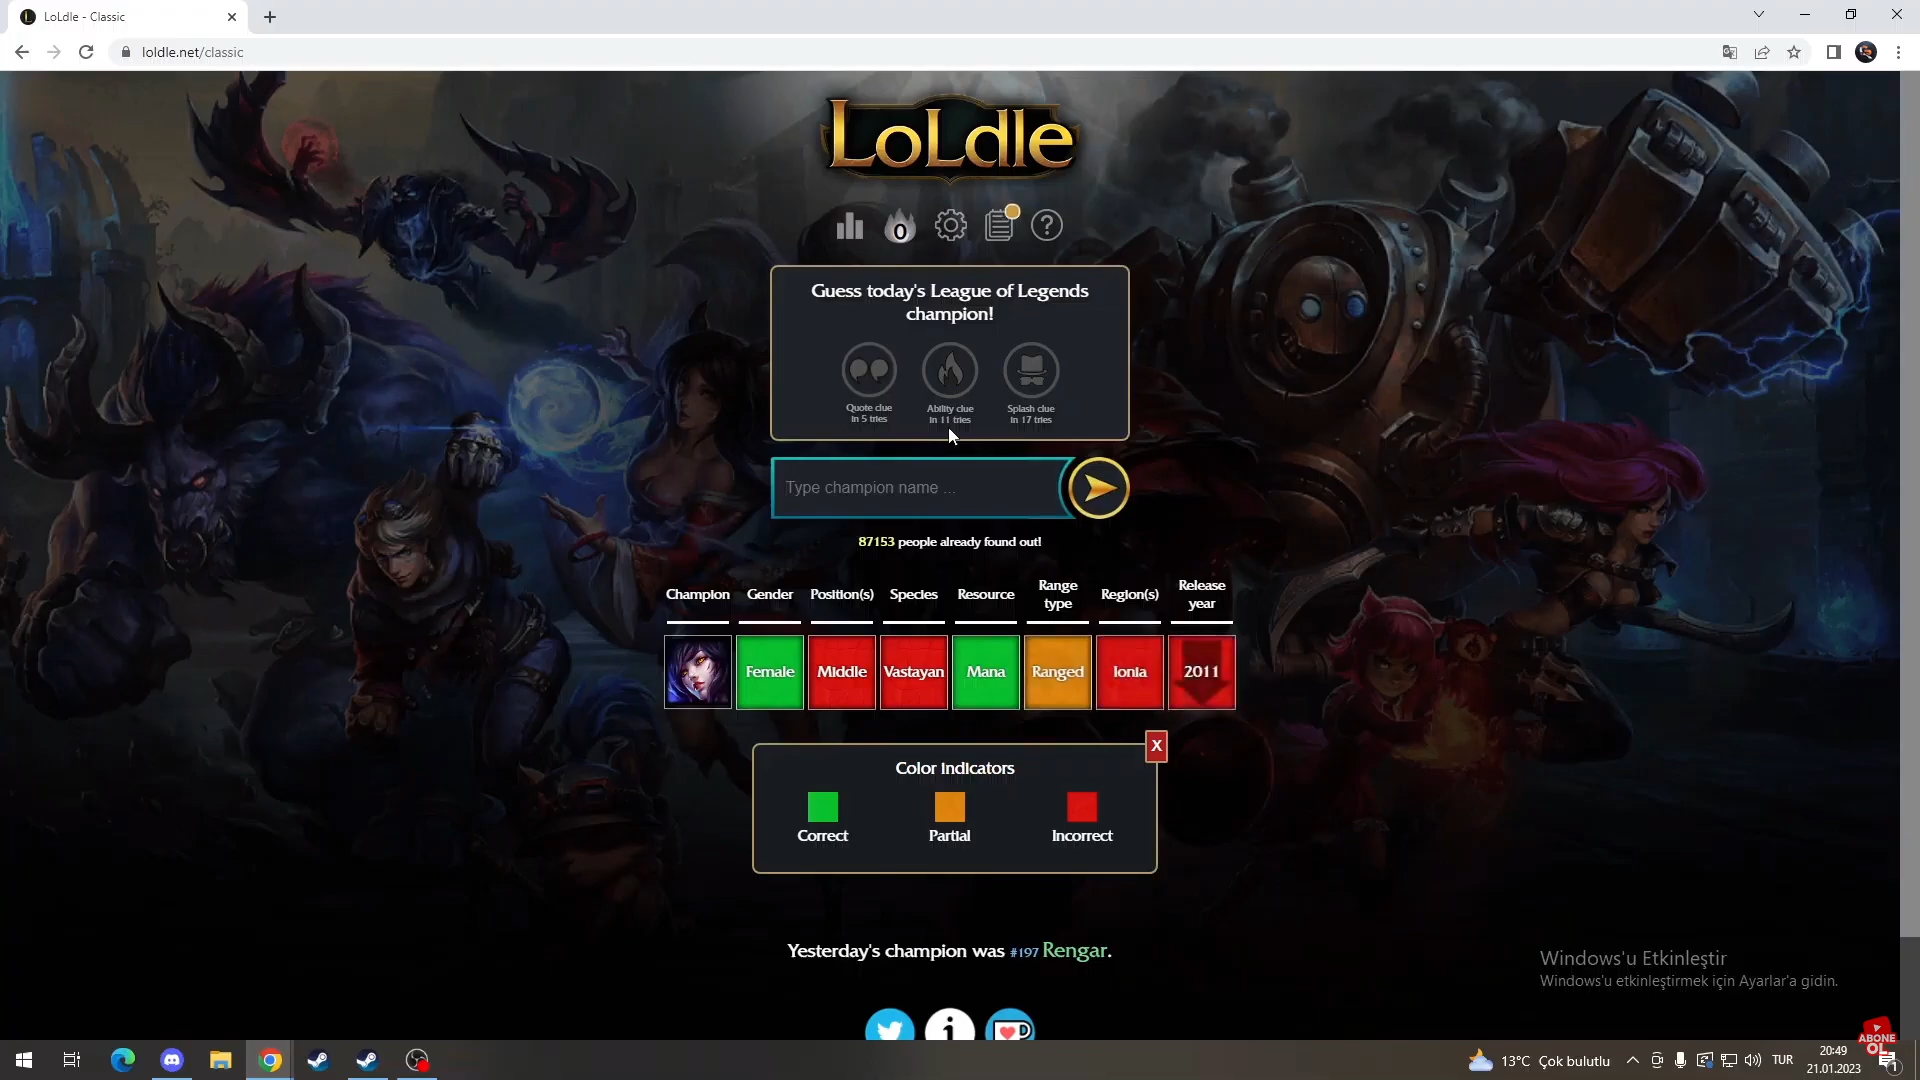 LoLdle - Classic
loldle.net/classic
LoLdle
0
Guess today's League of Legends
champion!
Quote clue
in 5 tries
Ability clue
in 11 tries
Splash clue
in 17 tries
Type champion name ...
87153 people already found out!
Champion Gender Position(s) Species Resource Range type Region(s) Release year
Female Middle Vastayan Mana Ranged Ionia 2011
X
Color indicators
Correct Partial Incorrect
Yesterday's champion was #197 Rengar.
Windows'u Etkinleştir
Windows'u etkinleştirmek için Ayarlar'a gidin.
ABONE
OL
13°C Çok bulutlu
TUR
20:49
21.01.2023
1